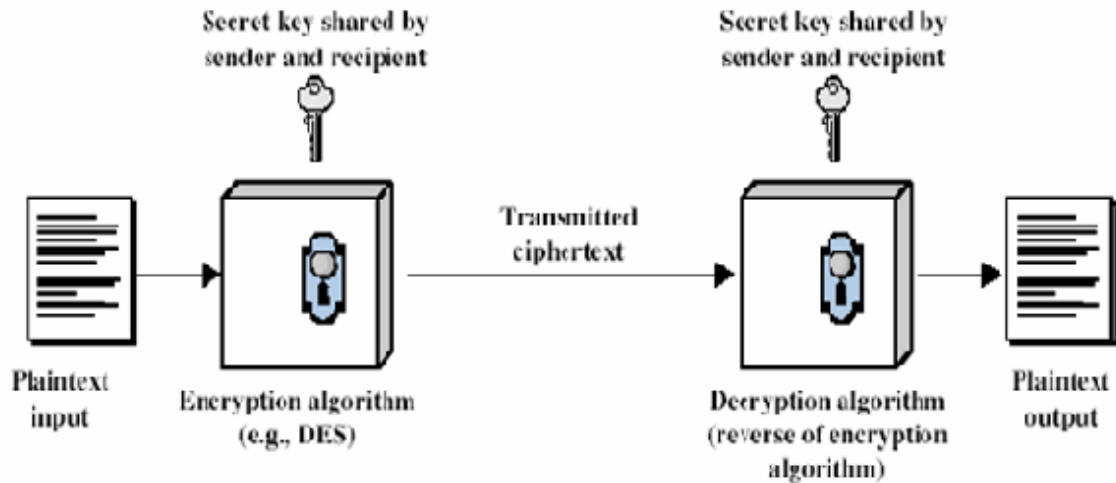 Secret key shared by
sender and recipient
Secret key shared by
sender and recipient
Transmitted
ciphertext
Plaintext
input
Encryption algorithm
(e.g., DES)
Decryption algorithm
(reverse of encryption
algorithm)
Plaintext
output